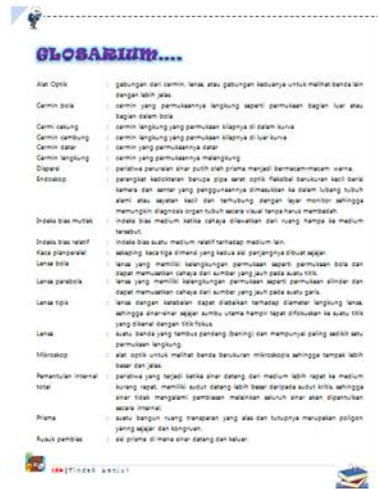 GLOSARIUM....
Alat Optik : gabungan dari cermin, lensa, atau gabungan keduanya untuk melihat benda lain
dengan lebih jelas.
Cermin bola : cermin yang permukaannya lengkung seperti permukaan bagian luar atau
bagian dalam bola
Cermi cekung : cermin lengkung yang permukaan kilapnya di dalam kurva
Cermin cembung : cermin lengkung yang permukaan kilapnya di luar kurva
Cermin datar : cermin yang permukaannya datar
Cermin lengkung : cermin yang permukaannya melengkung
Dispersi : peristiwa penguraian sinar putih oleh prisma menjadi bermacam-macam warna.
Endoskop : perangkat kedokteran berupa pipa serat optik fleksibel berukuran kecil berisi
kamera dan senter yang penggunaannya dimasukkan ke dalam lubang tubuh
alami atau sayatan kecil dan terhubung dengan layar monitor sehingga
memungkin diagnosis organ tubuh secara visual tanpa harus membedah.
Indeks bias mutlak : indeks bias medium ketika cahaya dilewatkan dari ruang hampa ke medium
tersebut.
Indeks bias relatif : indeks bias suatu medium relatif terhadap medium lain
Kaca planparalel : sekeping kaca tiga dimensi yang kedua sisi panjangnya dibuat sejajar.
Lensa bola : lensa yang memiliki kelengkungan permukaan seperti permukaan bola dan
dapat memusatkan cahaya dari sumber yang jauh pada suatu titik.
Lensa parabola : lensa yang memiliki kelengkungan permukaan seperti permukaan silinder dan
dapat memusatkan cahaya dari sumber yang jauh pada suatu garis.
Lensa tipis : lensa dengan ketebalan dapat diabaikan terhadap diameter lengkung lensa,
sehingga sinar-sinar sejajar sumbu utama hampir tepat difokuskan ke suatu titik
yang dikenal dengan titik fokus.
Lensa : suatu benda yang tembus pandang (bening) dan mempunyai paling sedikit satu
permukaan lengkung.
Mikroskop : alat optik untuk melihat benda berukuran mikroskopis sehingga tampak lebih
besar dan jelas.
Pemantulan internal : peristiwa yang terjadi ketika sinar datang dari medium lebih rapat ke medium
total kurang rapat, memiliki sudut datang lebih besar daripada sudut kritis, sehingga
sinar tidak mengalami pembiasan melainkan seluruh sinar akan dipantulkan
secara internal.
Prisma : suatu bangun ruang transparan yang alas dan tutupnya merupakan poligon
yanng sejajar dan kongruen.
Rusuk pembias : sisi prisma di mana sinar datang dan keluar.